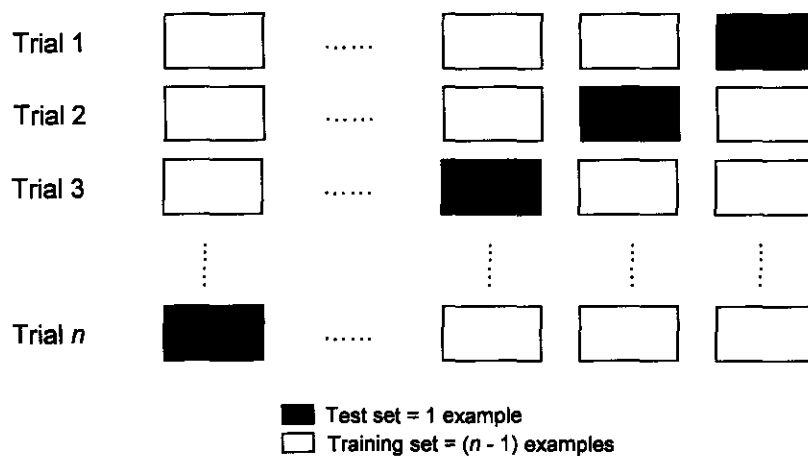 Trial 1 ......
Trial 2 ......
Trial 3 ......
Trial n ......
Test set = 1 example
Training set = (n - 1) examples